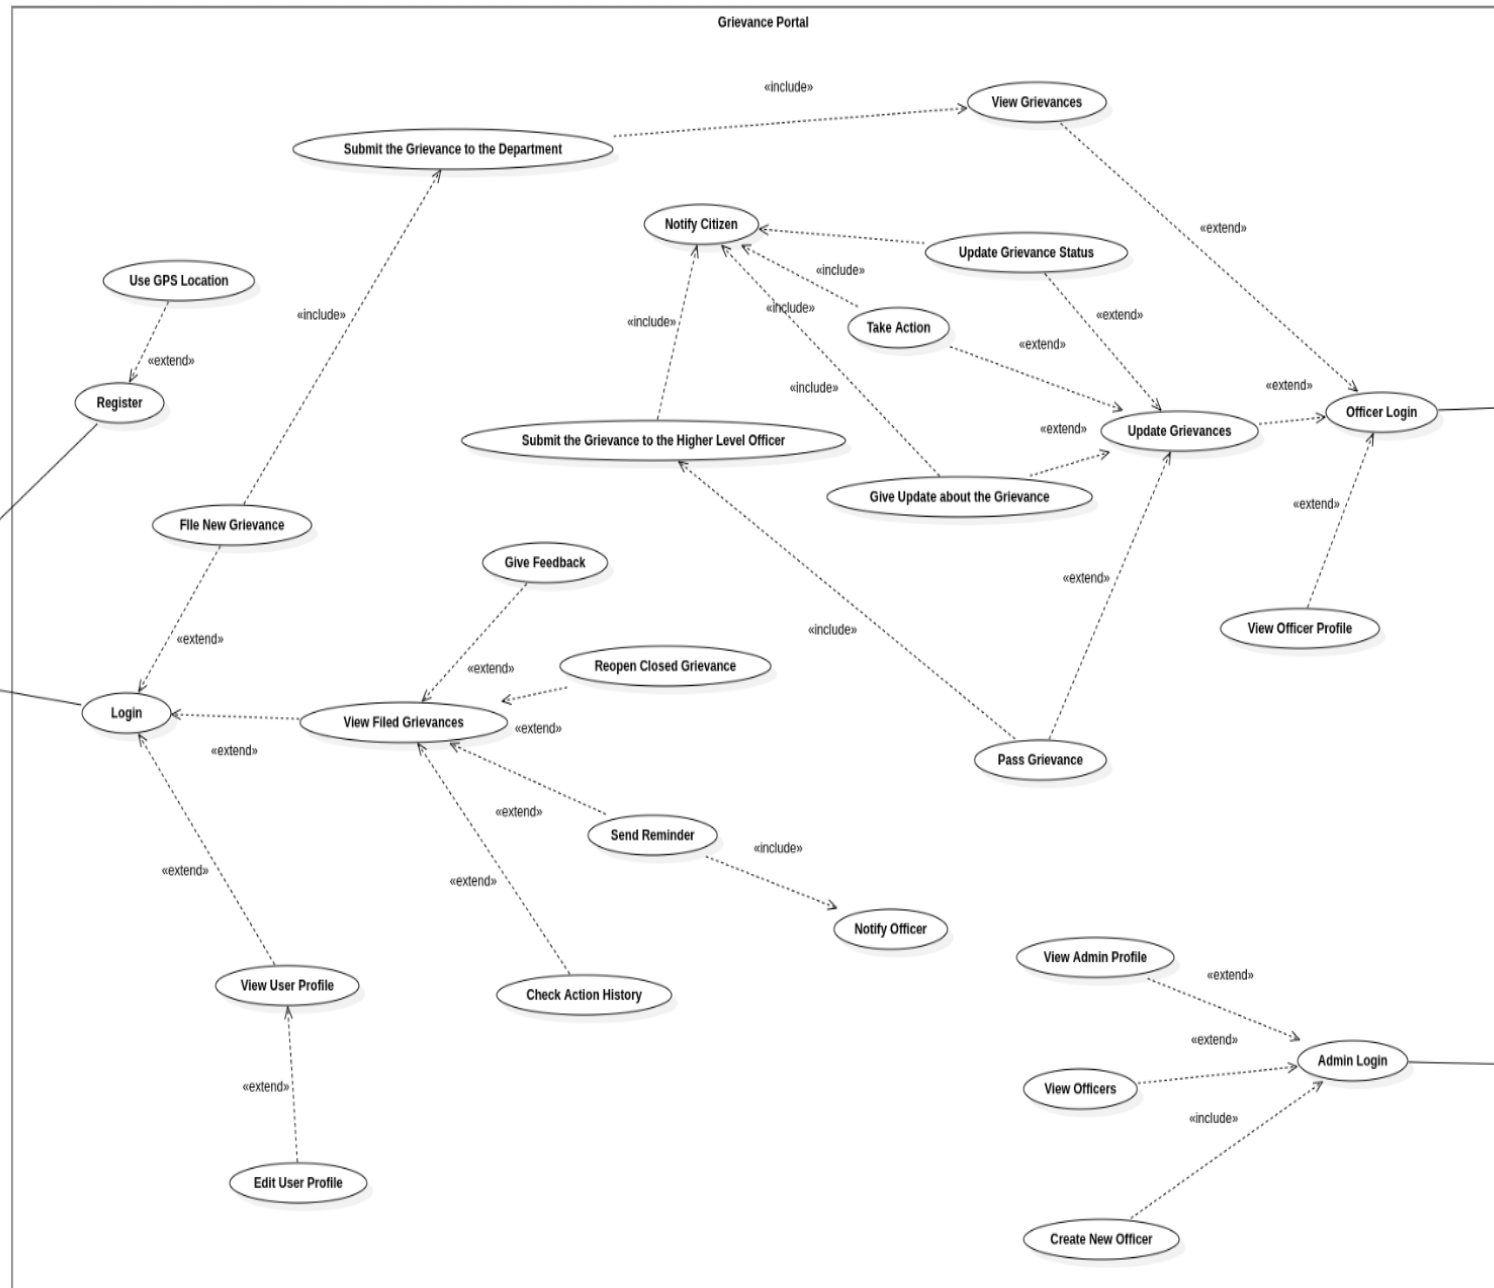 Grievance Portal
«include»
View Grievances
Submit the Grievance to the Department
Notify Citizen
«extend»
Update Grievance Status
«include»
Use GPS Location
«include»
«include»
«extend»
«include»
Take Action
«extend»
«extend»
«include»
«extend»
Register
Officer Login
«extend»
Update Grievances
Submit the Grievance to the Higher Level Officer
Give Update about the Grievance
«extend»
FIle New Grievance
Give Feedback
«extend»
«include»
View Officer Profile
«extend»
«extend»
Reopen Closed Grievance
Login
View Filed Grievances
«extend»
«extend»
Pass Grievance
«extend»
Send Reminder
«include»
«extend»
«extend»
Notify Officer
View Admin Profile
«extend»
View User Profile
Check Action History
«extend»
Admin Login
«extend»
View Officers
«include»
Edit User Profile
Create New Officer